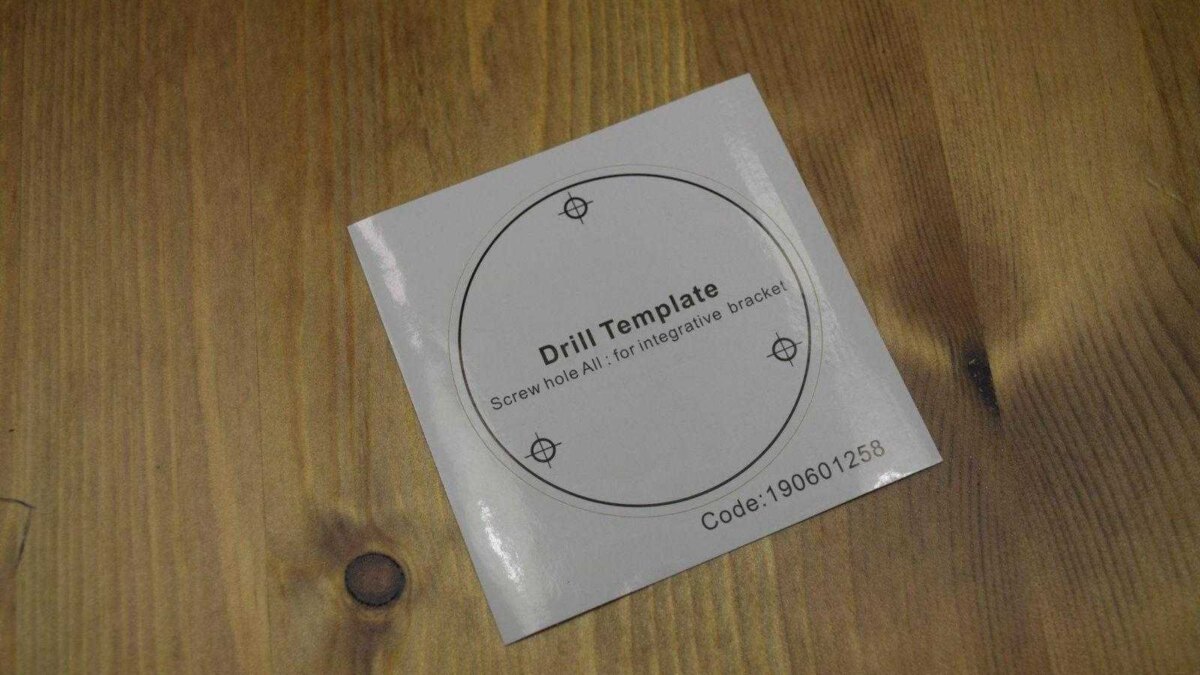 Drill Template
Screw hole All : for integrative bracket
Code:190601258